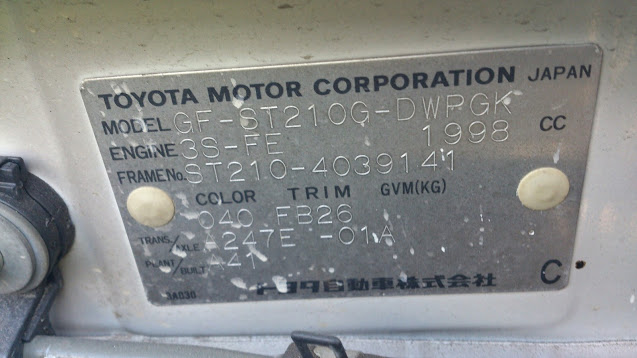 TOYOTA MOTOR CORPORATION JAPAN
MODEL GF-ST210G-DWPGK
ENGINE 3S-FE 1998 CC
FRAME No. ST210-4039141
COLOR TRIM GVM(KG)
040 FB26
TRANS./AXLE A247E -01A
PLANT/BUILT A41
トヨタ自動車株式会社 C